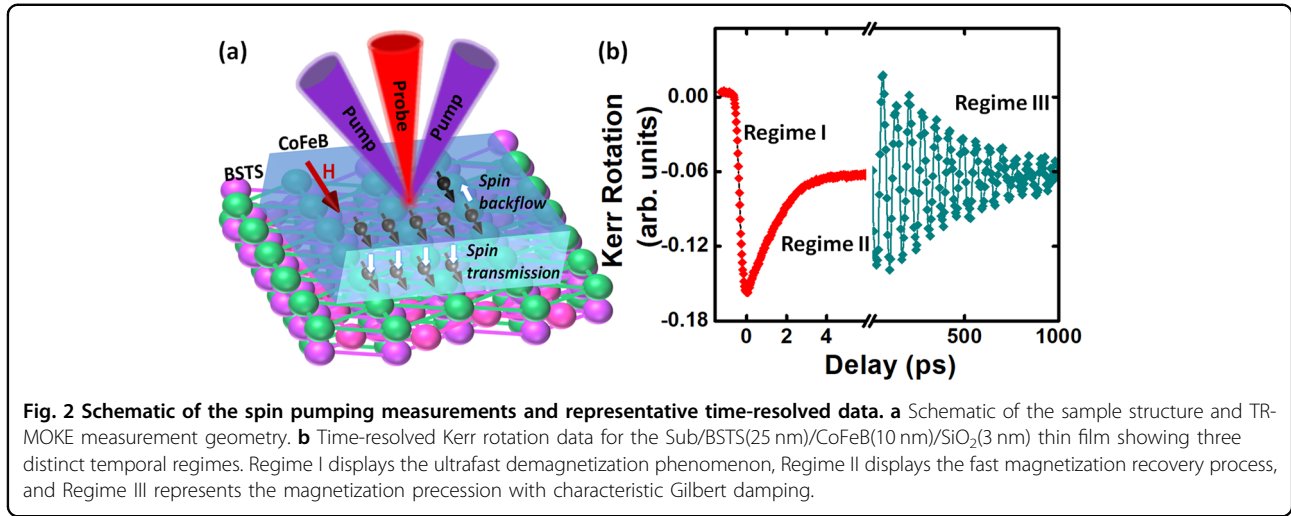 (a)
Pump
Probe
Pump
CoFeB
BSTS
H
Spin
backflow
Spin
transmission
(b)
Kerr Rotation
(arb. units)
0.00
-0.06
-0.12
-0.18
Regime I
Regime II
Regime III
0
2
4
500
1000
Delay (ps)
Fig. 2 Schematic of the spin pumping measurements and representative time-resolved data. a Schematic of the sample structure and TR-
MOKE measurement geometry. b Time-resolved Kerr rotation data for the Sub/BSTS(25 nm)/CoFeB(10 nm)/SiO₂(3 nm) thin film showing three
distinct temporal regimes. Regime I displays the ultrafast demagnetization phenomenon, Regime II displays the fast magnetization recovery process,
and Regime III represents the magnetization precession with characteristic Gilbert damping.